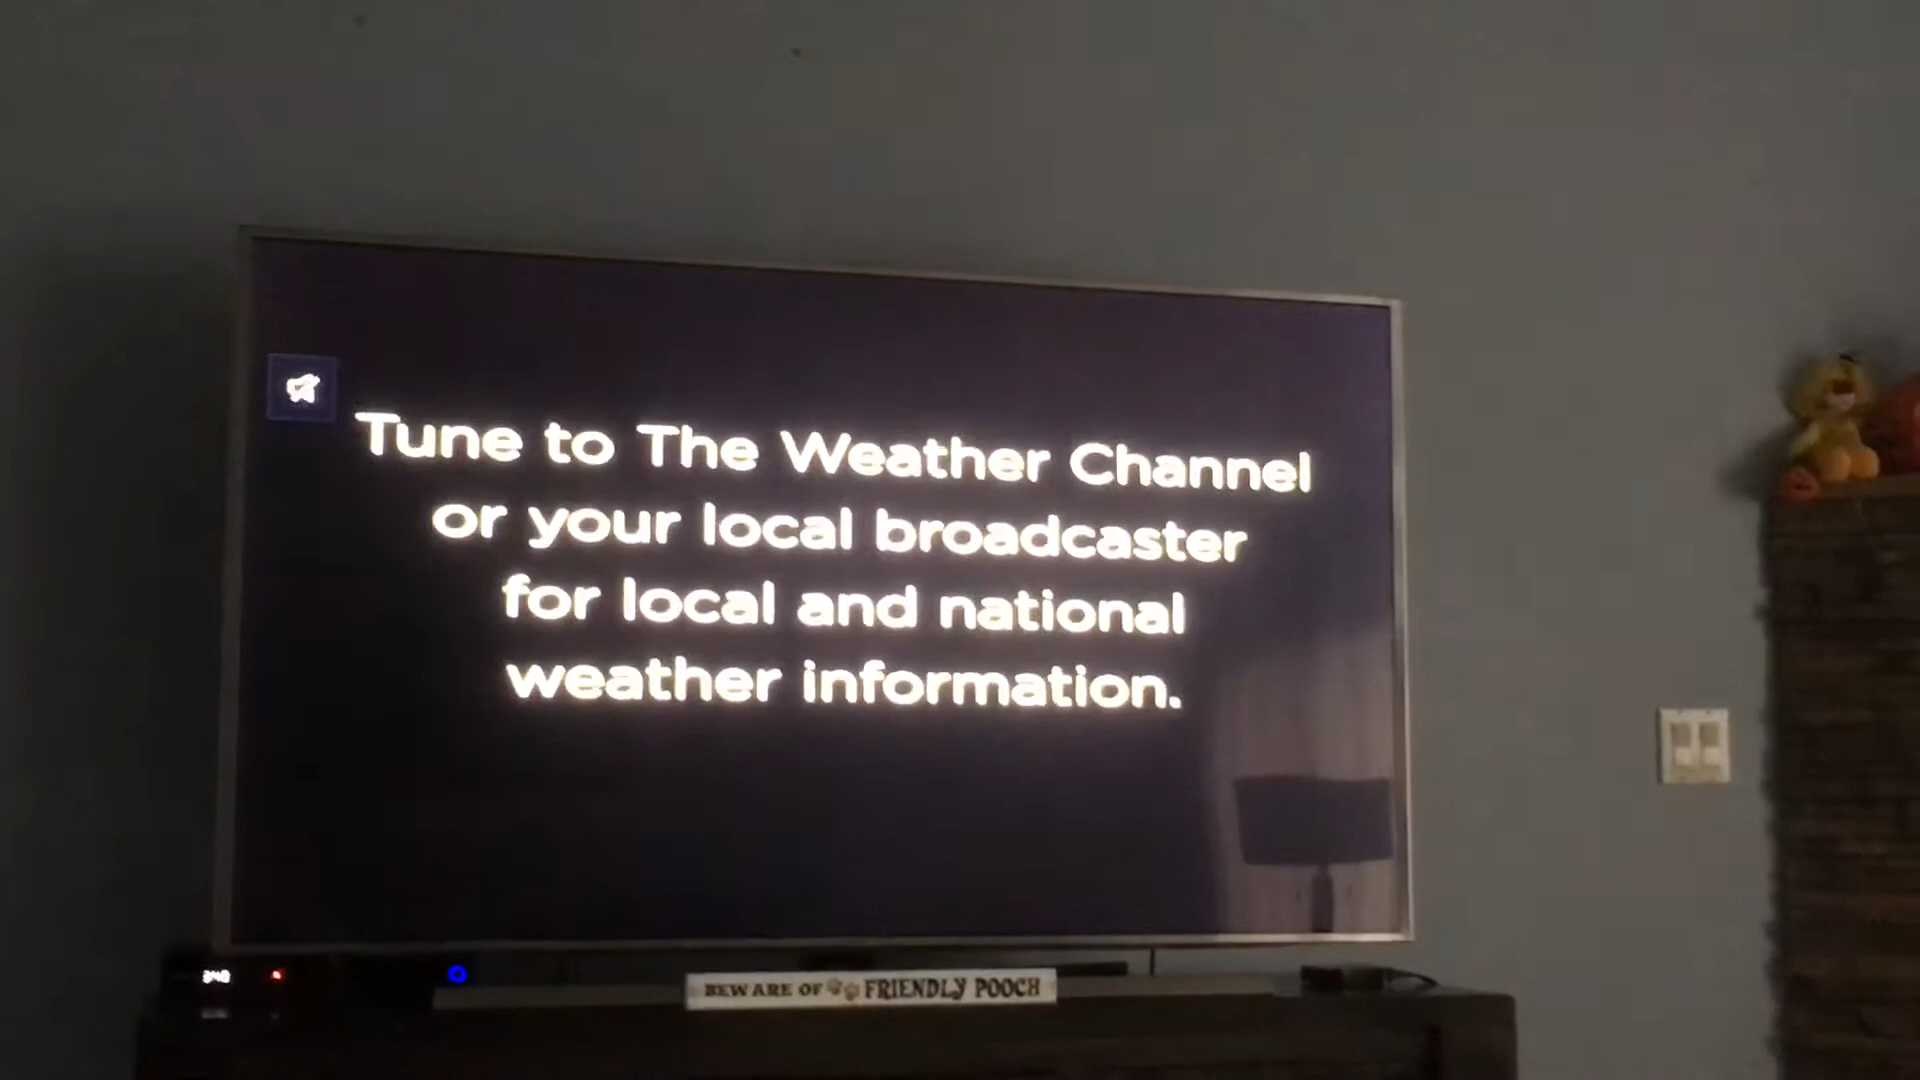 Tune to The Weather Channel
or your local broadcaster
for local and national
weather information.
BEWARE OF FRIENDLY POOCH